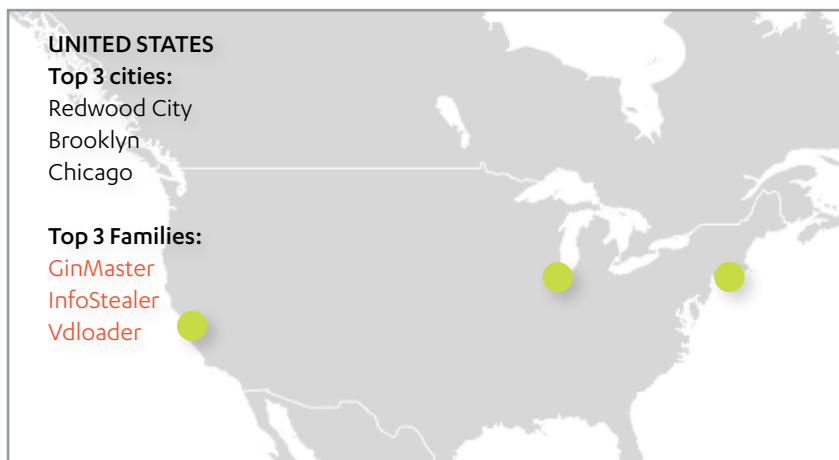 UNITED STATES
Top 3 cities:
Redwood City
Brooklyn
Chicago
Top 3 Families:
GinMaster
InfoStealer
Vdloader